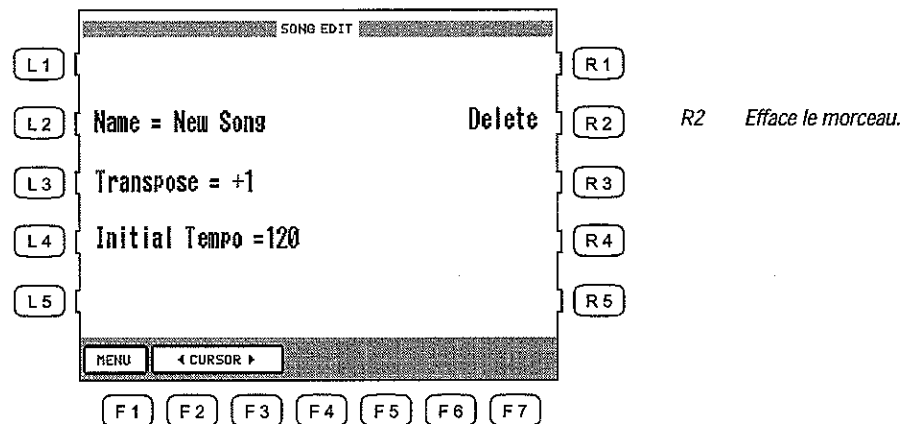 SONG EDIT
L1 R1
L2 Name = New Song Delete R2 R2 Efface le morceau.
L3 Transpose = +1 R3
L4 Initial Tempo =120 R4
L5 R5
MENU ◀ CURSOR ▶
F1 F2 F3 F4 F5 F6 F7